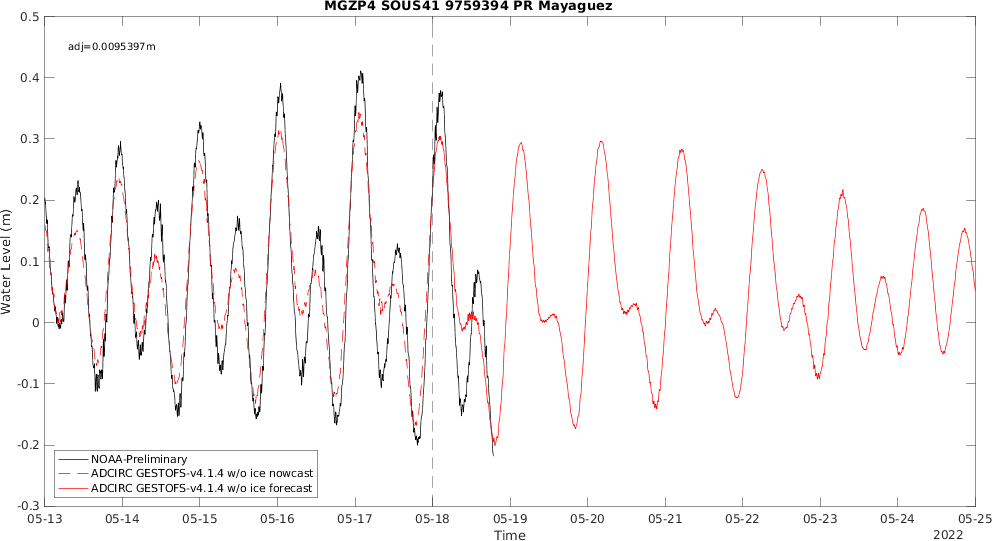 MGZP4 SOUS41 9759394 PR Mayaguez
adj=0.0095397m
Water Level (m)
0.5
0.4
0.3
0.2
0.1
0
-0.1
-0.2
-0.3
NOAA-Preliminary
ADCIRC GESTOFS-v4.1.4 w/o ice nowcast
ADCIRC GESTOFS-v4.1.4 w/o ice forecast
05-13 05-14 05-15 05-16 05-17 05-18 05-19 05-20 05-21 05-22 05-23 05-24 05-25
Time
2022